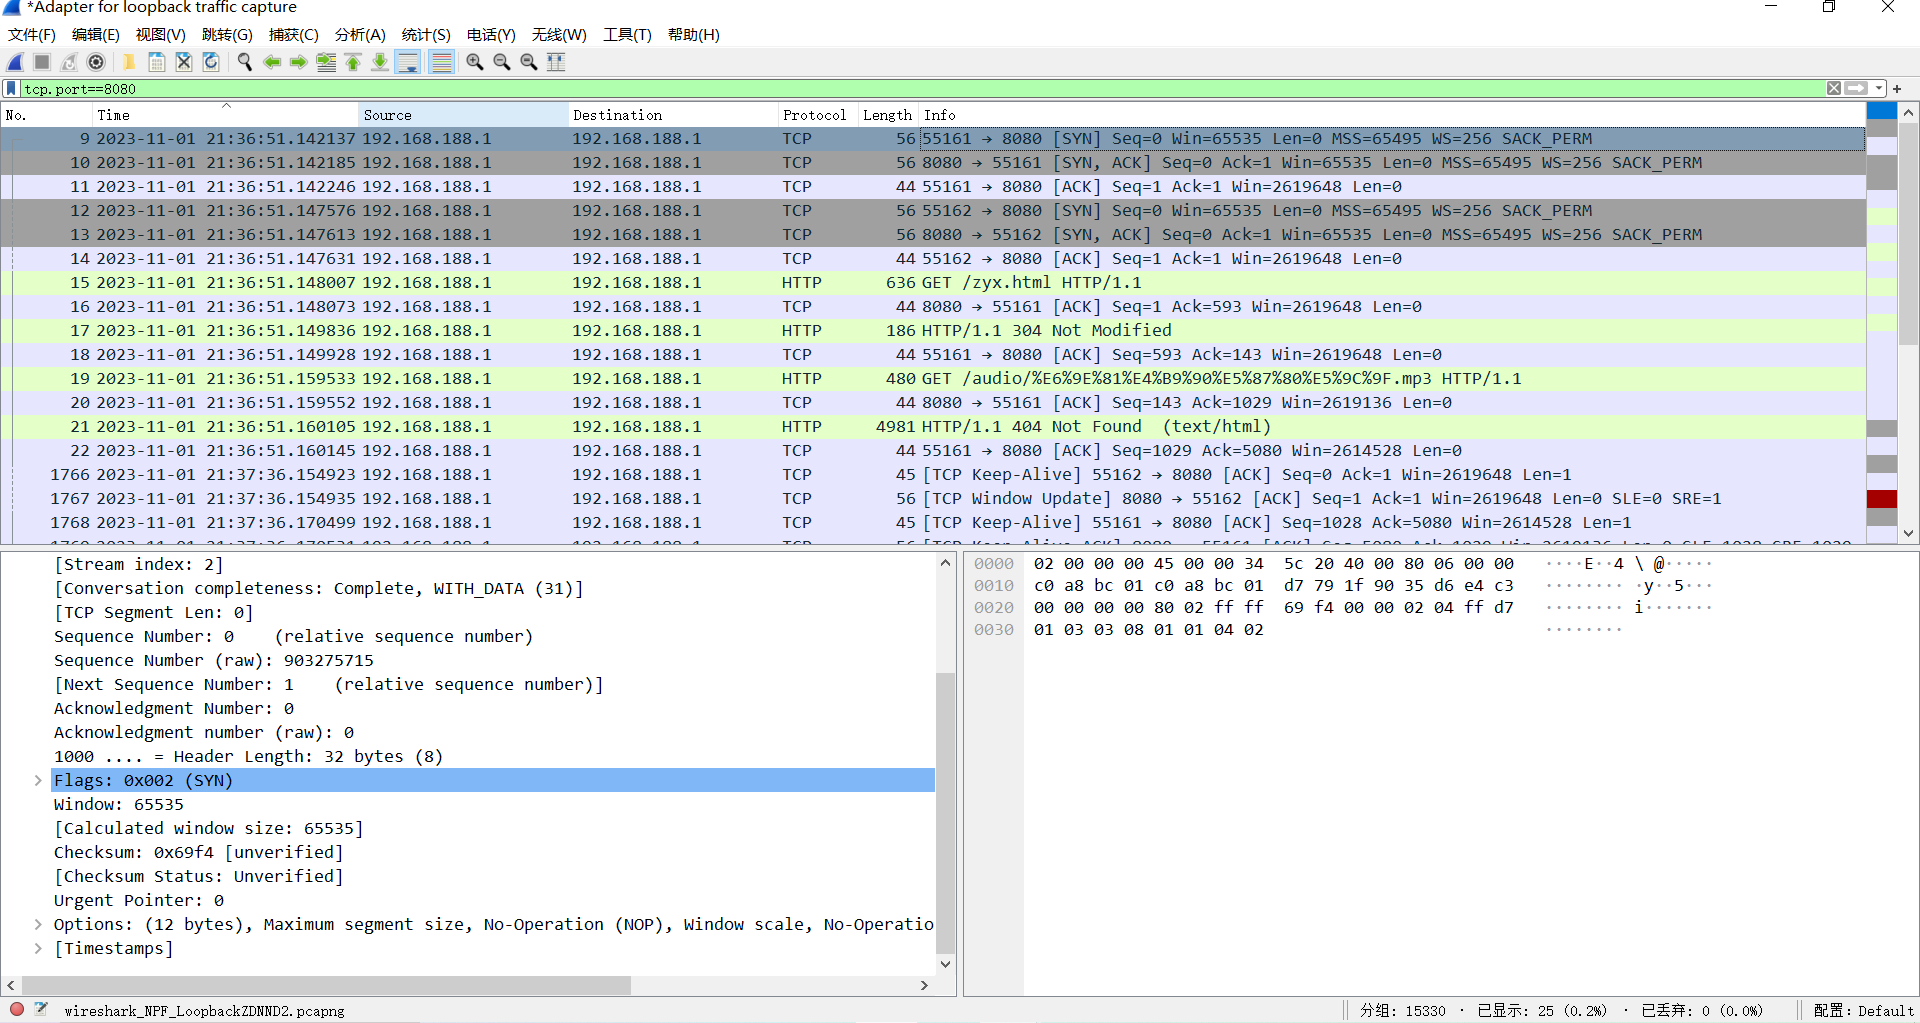 *Adapter for loopback traffic capture
文件(F) 编辑(E) 视图(V) 跳转(G) 捕获(C) 分析(A) 统计(S) 电话(Y) 无线(W) 工具(T) 帮助(H)
tcp.port==8080
No. Time Source Destination Protocol Length Info
9 2023-11-01 21:36:51.142137 192.168.188.1 192.168.188.1 TCP 56 55161 → 8080 [SYN] Seq=0 Win=65535 Len=0 MSS=65495 WS=256 SACK_PERM
10 2023-11-01 21:36:51.142185 192.168.188.1 192.168.188.1 TCP 56 8080 → 55161 [SYN, ACK] Seq=0 Ack=1 Win=65535 Len=0 MSS=65495 WS=256 SACK_PERM
11 2023-11-01 21:36:51.142246 192.168.188.1 192.168.188.1 TCP 44 55161 → 8080 [ACK] Seq=1 Ack=1 Win=2619648 Len=0
12 2023-11-01 21:36:51.147576 192.168.188.1 192.168.188.1 TCP 56 55162 → 8080 [SYN] Seq=0 Win=65535 Len=0 MSS=65495 WS=256 SACK_PERM
13 2023-11-01 21:36:51.147613 192.168.188.1 192.168.188.1 TCP 56 8080 → 55162 [SYN, ACK] Seq=0 Ack=1 Win=65535 Len=0 MSS=65495 WS=256 SACK_PERM
14 2023-11-01 21:36:51.147631 192.168.188.1 192.168.188.1 TCP 44 55162 → 8080 [ACK] Seq=1 Ack=1 Win=2619648 Len=0
15 2023-11-01 21:36:51.148007 192.168.188.1 192.168.188.1 HTTP 636 GET /zyx.html HTTP/1.1
16 2023-11-01 21:36:51.148073 192.168.188.1 192.168.188.1 TCP 44 8080 → 55161 [ACK] Seq=1 Ack=593 Win=2619648 Len=0
17 2023-11-01 21:36:51.149836 192.168.188.1 192.168.188.1 HTTP 186 HTTP/1.1 304 Not Modified
18 2023-11-01 21:36:51.149928 192.168.188.1 192.168.188.1 TCP 44 55161 → 8080 [ACK] Seq=593 Ack=143 Win=2619648 Len=0
19 2023-11-01 21:36:51.159533 192.168.188.1 192.168.188.1 HTTP 480 GET /audio/%E6%9E%81%E4%B9%90%E5%87%80%E5%9C%9F.mp3 HTTP/1.1
20 2023-11-01 21:36:51.159552 192.168.188.1 192.168.188.1 TCP 44 8080 → 55161 [ACK] Seq=143 Ack=1029 Win=2619136 Len=0
21 2023-11-01 21:36:51.160105 192.168.188.1 192.168.188.1 HTTP 4981 HTTP/1.1 404 Not Found (text/html)
22 2023-11-01 21:36:51.160145 192.168.188.1 192.168.188.1 TCP 44 55161 → 8080 [ACK] Seq=1029 Ack=5080 Win=2614528 Len=0
1766 2023-11-01 21:37:36.154923 192.168.188.1 192.168.188.1 TCP 45 [TCP Keep-Alive] 55162 → 8080 [ACK] Seq=0 Ack=1 Win=2619648 Len=1
1767 2023-11-01 21:37:36.154935 192.168.188.1 192.168.188.1 TCP 56 [TCP Window Update] 8080 → 55162 [ACK] Seq=1 Ack=1 Win=2619648 Len=0 SLE=0 SRE=1
1768 2023-11-01 21:37:36.170499 192.168.188.1 192.168.188.1 TCP 45 [TCP Keep-Alive] 55161 → 8080 [ACK] Seq=1028 Ack=5080 Win=2614528 Len=1
[Stream index: 2]
[Conversation completeness: Complete, WITH_DATA (31)]
[TCP Segment Len: 0]
Sequence Number: 0 (relative sequence number)
Sequence Number (raw): 903275715
[Next Sequence Number: 1 (relative sequence number)]
Acknowledgment Number: 0
Acknowledgment number (raw): 0
1000 .... = Header Length: 32 bytes (8)
Flags: 0x002 (SYN)
Window: 65535
[Calculated window size: 65535]
Checksum: 0x69f4 [unverified]
[Checksum Status: Unverified]
Urgent Pointer: 0
Options: (12 bytes), Maximum segment size, No-Operation (NOP), Window scale, No-Operatio
[Timestamps]
0000 02 00 00 00 45 00 00 34 5c 20 40 00 80 06 00 00 ····E··4 \ @·····
0010 c0 a8 bc 01 c0 a8 bc 01 d7 79 1f 90 35 d6 e4 c3 ········ ·y··5···
0020 00 00 00 00 80 02 ff ff 69 f4 00 00 02 04 ff d7 ········ i·······
0030 01 03 03 08 01 01 04 02 ········
wireshark_NPF_LoopbackZDNND2.pcapng 分组: 15330 · 已显示: 25 (0.2%) · 已丢弃: 0 (0.0%) 配置: Default